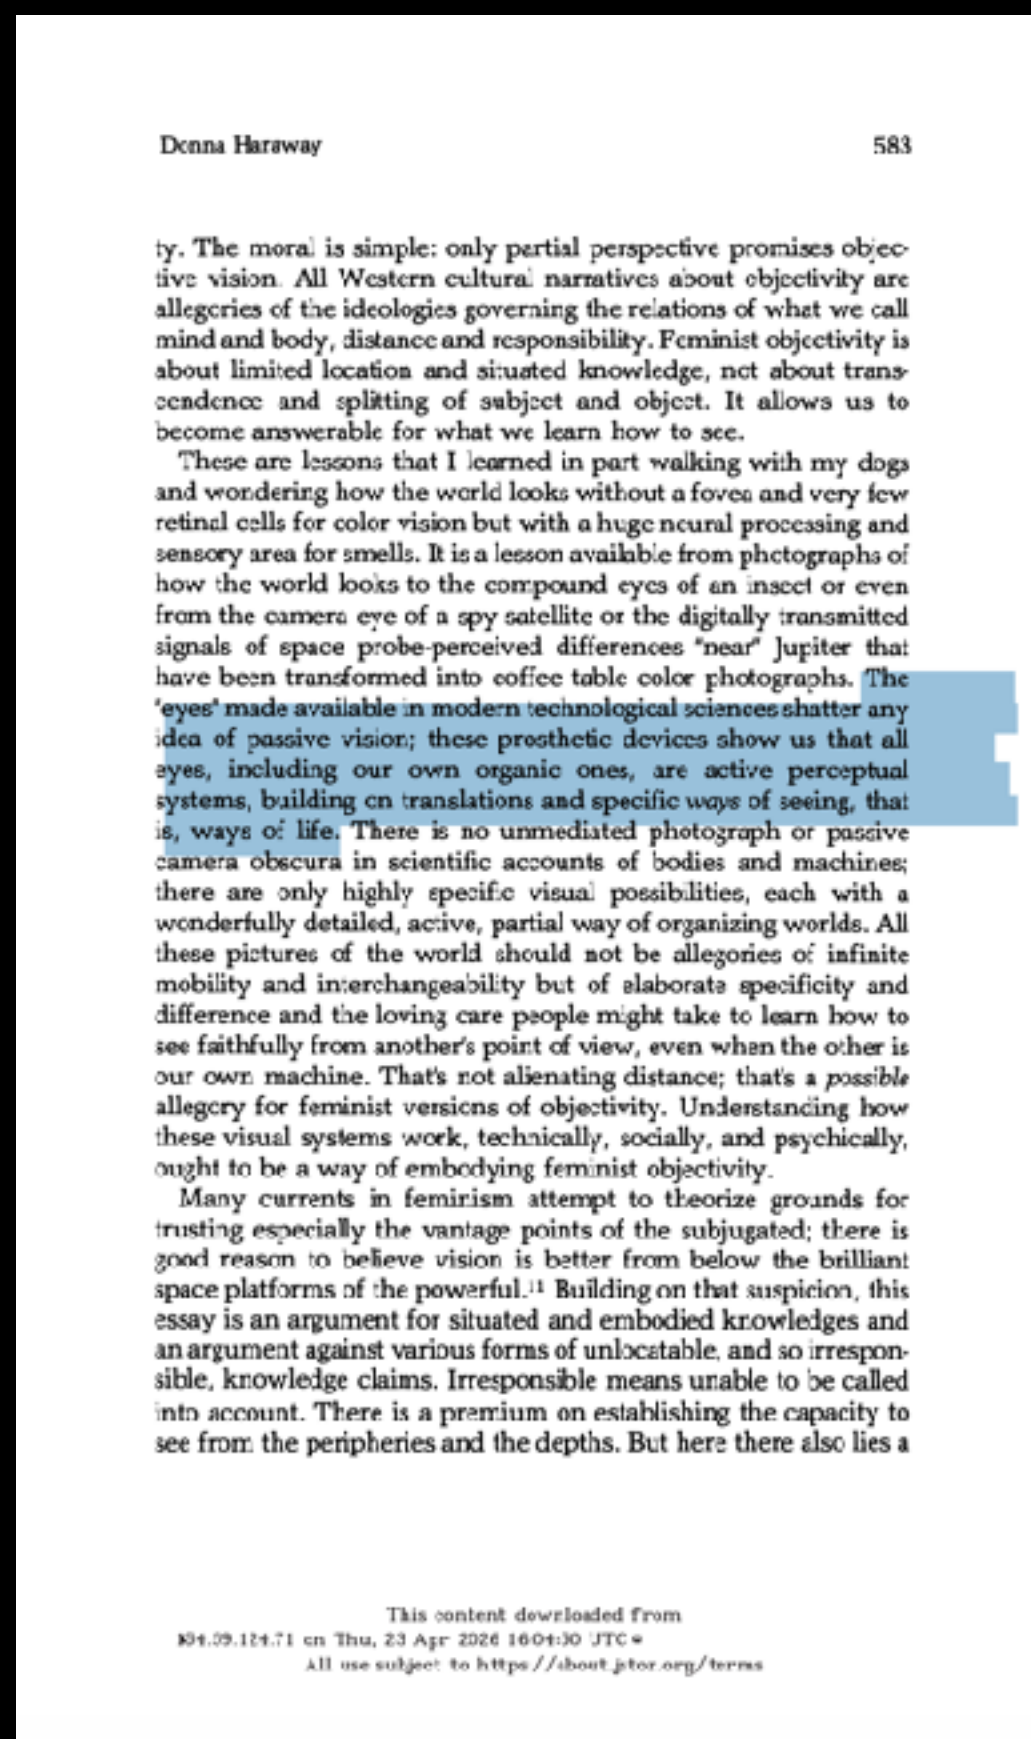 Donna Haraway 583
ty. The moral is simple: only partial perspective promises objec-
tive vision. All Western cultural narratives about objectivity are
allegories of the ideologies governing the relations of what we call
mind and body, distance and responsibility. Feminist objectivity is
about limited location and situated knowledge, not about trans-
cendence and splitting of subject and object. It allows us to
become answerable for what we learn how to see.
These are lessons that I learned in part walking with my dogs
and wondering how the world looks without a fovea and very few
retinal cells for color vision but with a huge neural processing and
sensory area for smells. It is a lesson available from photographs of
how the world looks to the compound eyes of an insect or even
from the camera eye of a spy satellite or the digitally transmitted
signals of space probe-perceived differences "near" Jupiter that
have been transformed into coffee table color photographs. The
"eyes" made available in modern technological sciences shatter any
idea of passive vision; these prosthetic devices show us that all
eyes, including our own organic ones, are active perceptual
systems, building on translations and specific ways of seeing, that
is, ways of life. There is no unmediated photograph or passive
camera obscura in scientific accounts of bodies and machines;
there are only highly specific visual possibilities, each with a
wonderfully detailed, active, partial way of organizing worlds. All
these pictures of the world should not be allegories of infinite
mobility and interchangeability but of elaborate specificity and
difference and the loving care people might take to learn how to
see faithfully from another's point of view, even when the other is
our own machine. That's not alienating distance; that's a possible
allegory for feminist versions of objectivity. Understanding how
these visual systems work, technically, socially, and psychically,
ought to be a way of embodying feminist objectivity.
Many currents in feminism attempt to theorize grounds for
trusting especially the vantage points of the subjugated; there is
good reason to believe vision is better from below the brilliant
space platforms of the powerful.¹¹ Building on that suspicion, this
essay is an argument for situated and embodied knowledges and
an argument against various forms of unlocatable, and so irrespon-
sible, knowledge claims. Irresponsible means unable to be called
into account. There is a premium on establishing the capacity to
see from the peripheries and the depths. But here there also lies a
This content downloaded from
on Thu, 23 Apr 2026 16:04:30 UTC
All use subject to https://about.jstor.org/terms